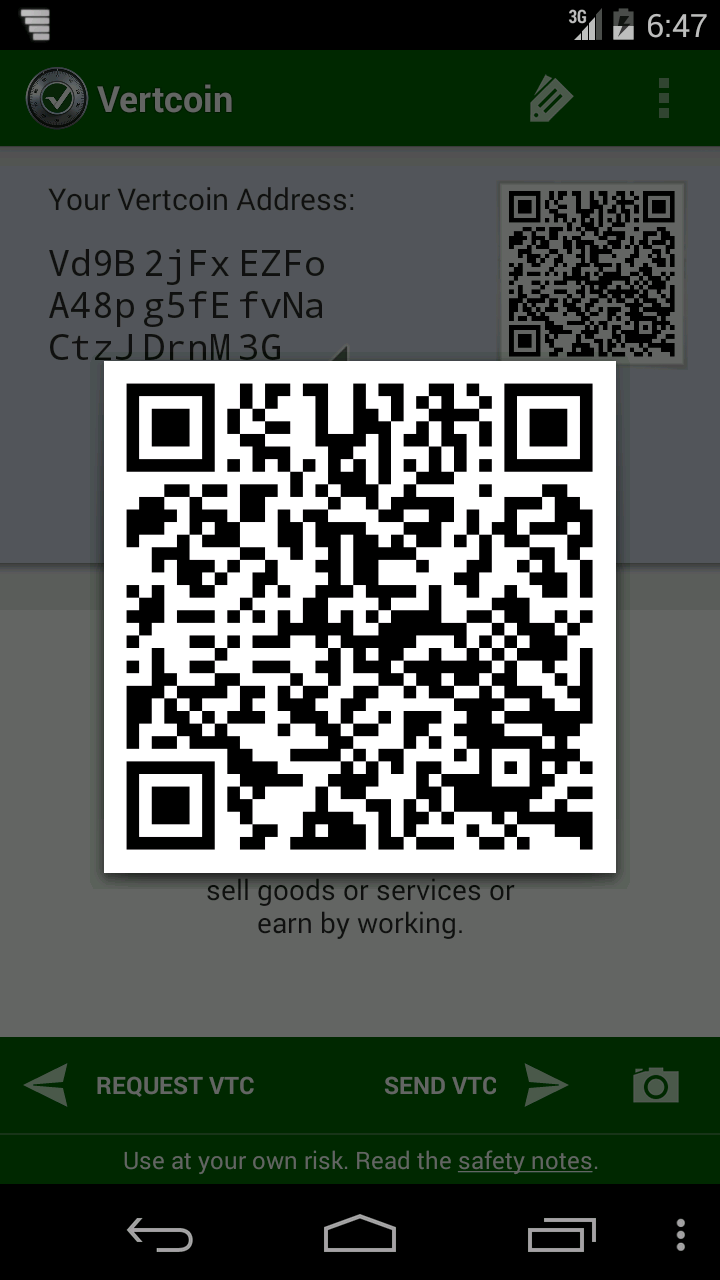 3G 6:47
Vertcoin
Your Vertcoin Address:
Vd9B 2jFx EZFo
A48p g5fE fvNa
CtzJ DrnM 3G
sell goods or services or
earn by working.
REQUEST VTC SEND VTC
Use at your own risk. Read the safety notes.